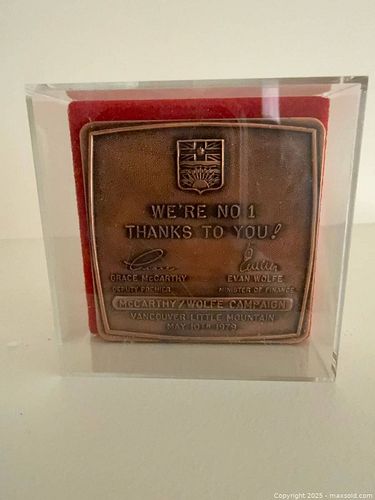 WE'RE NO 1
THANKS TO YOU!
GRACE McCARTHY
DEPUTY PREMIER
EVAN WOLFE
MINISTER OF FINANCE
McCARTHY/WOLFE CAMPAIGN
VANCOUVER LITTLE MOUNTAIN
MAY 10TH 1979
Copyright 2025 - maxsold.com